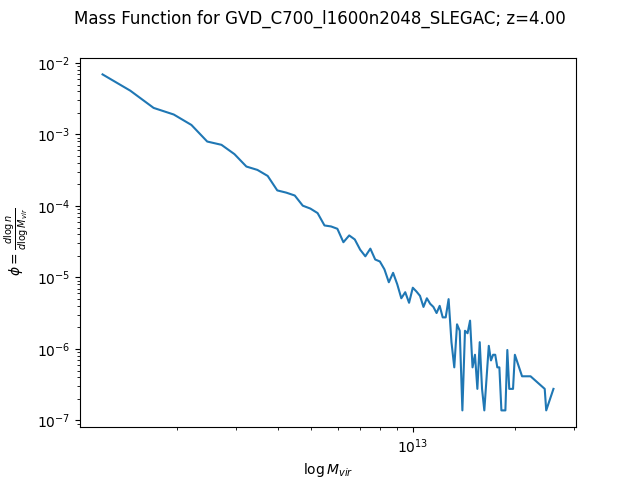 Mass Function for GVD_C700_l1600n2048_SLEGAC; z=4.00
10⁻²
10⁻³
10⁻⁴
10⁻⁵
10⁻⁶
10⁻⁷
ϕ = d log n / d log M_vir
10¹³
log M_vir